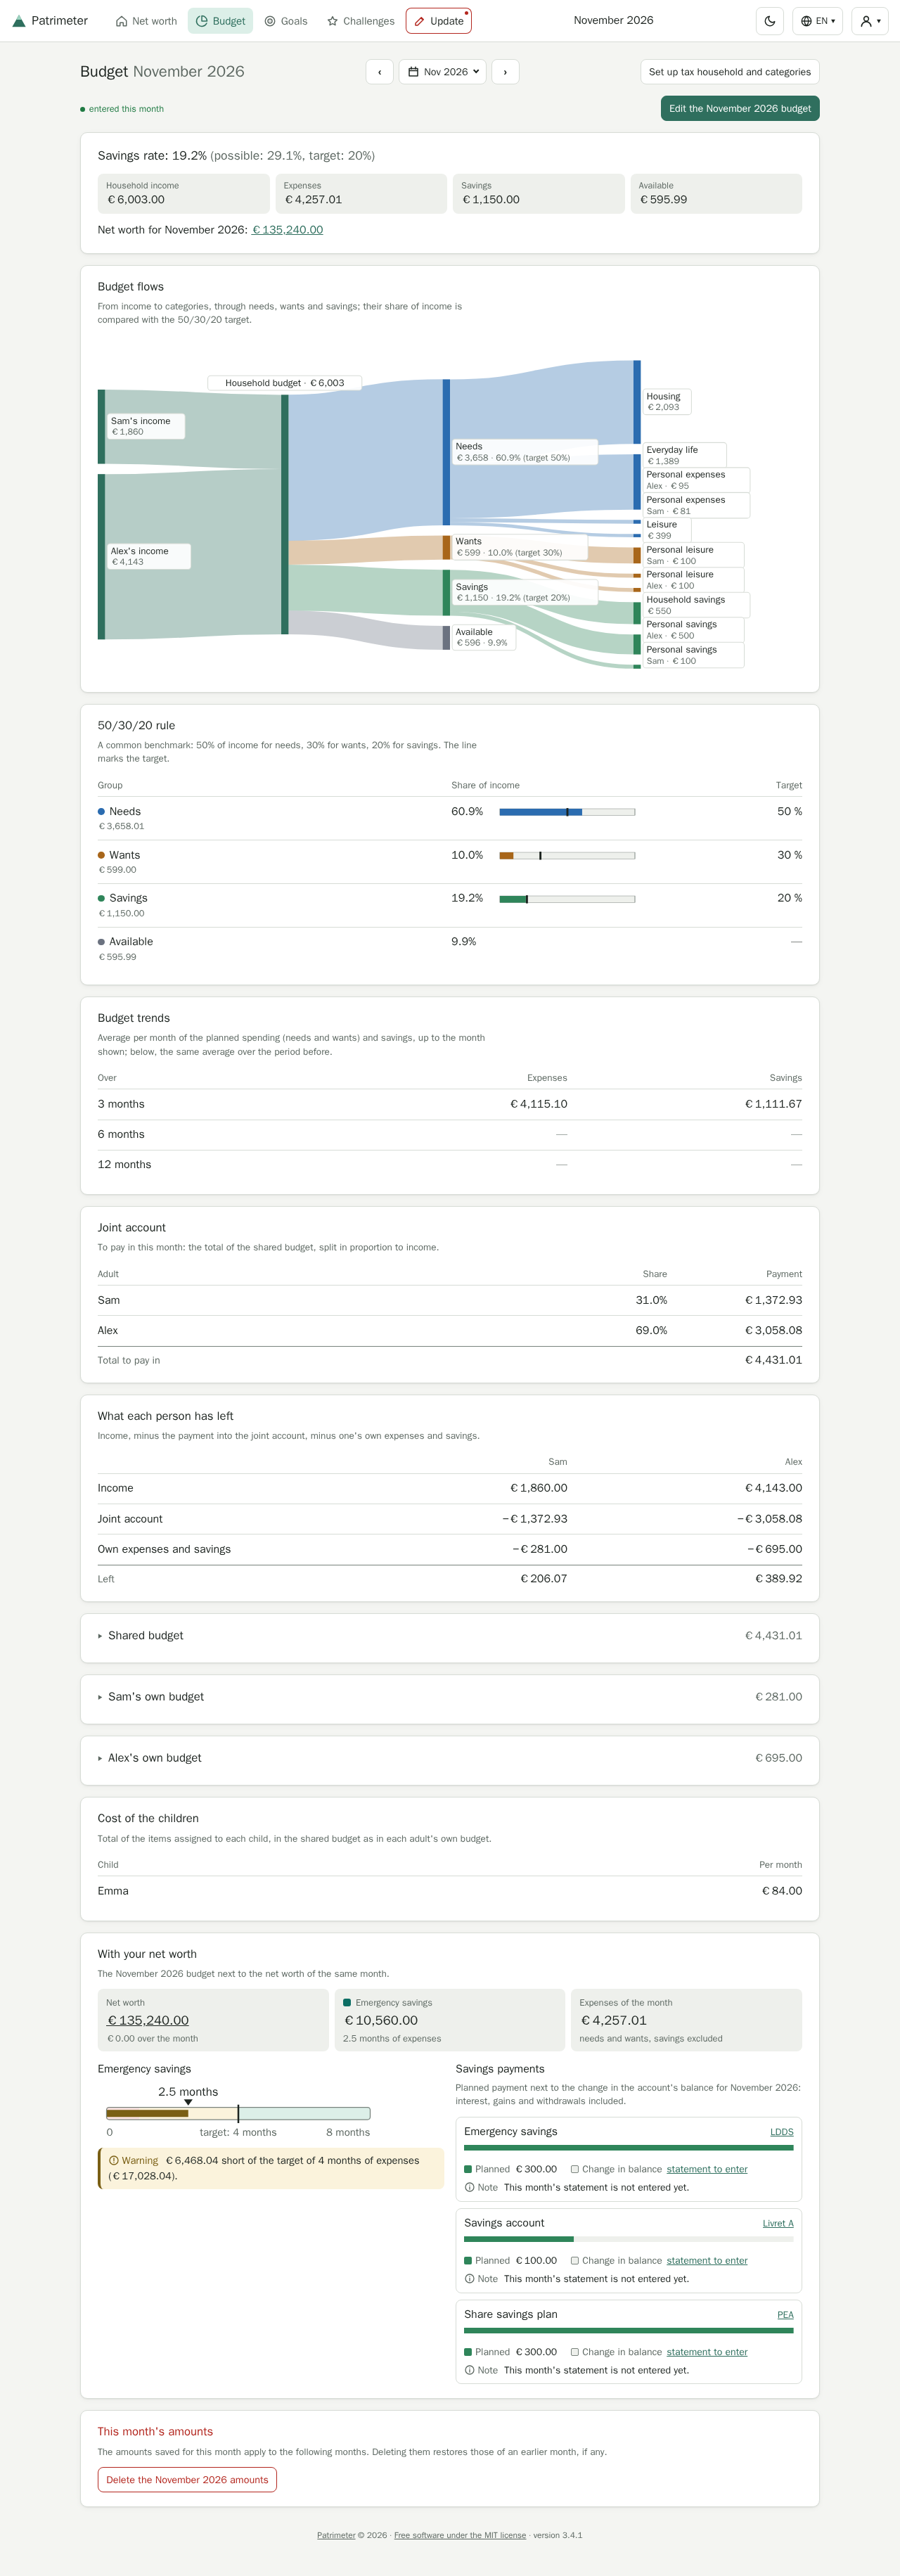 Patrimeter
Net worth
Budget
Goals
Challenges
Update
November 2026
EN
Budget November 2026
Nov 2026
Set up tax household and categories
entered this month
Edit the November 2026 budget
Savings rate: 19.2% (possible: 29.1%, target: 20%)
Household income
€ 6,003.00
Expenses
€ 4,257.01
Savings
€ 1,150.00
Available
€ 595.99
Net worth for November 2026: € 135,240.00
Budget flows
From income to categories, through needs, wants and savings; their share of income is
compared with the 50/30/20 target.
Household budget · € 6,003
Sam's income
€ 1,860
Alex's income
€ 4,143
Needs
€ 3,658 · 60.9% (target 50%)
Wants
€ 599 · 10.0% (target 30%)
Savings
€ 1,150 · 19.2% (target 20%)
Available
€ 596 · 9.9%
Housing
€ 2,093
Everyday life
€ 1,389
Personal expenses
Alex · € 95
Personal expenses
Sam · € 81
Leisure
€ 399
Personal leisure
Sam · € 100
Personal leisure
Alex · € 100
Household savings
€ 550
Personal savings
Alex · € 500
Personal savings
Sam · € 100
50/30/20 rule
A common benchmark: 50% of income for needs, 30% for wants, 20% for savings. The line
marks the target.
Group Share of income Target
Needs 60.9% 50 %
€ 3,658.01
Wants 10.0% 30 %
€ 599.00
Savings 19.2% 20 %
€ 1,150.00
Available 9.9% —
€ 595.99
Budget trends
Average per month of the planned spending (needs and wants) and savings, up to the month
shown; below, the same average over the period before.
Over Expenses Savings
3 months € 4,115.10 € 1,111.67
6 months — —
12 months — —
Joint account
To pay in this month: the total of the shared budget, split in proportion to income.
Adult Share Payment
Sam 31.0% € 1,372.93
Alex 69.0% € 3,058.08
Total to pay in € 4,431.01
What each person has left
Income, minus the payment into the joint account, minus one's own expenses and savings.
Sam Alex
Income € 1,860.00 € 4,143.00
Joint account −€ 1,372.93 −€ 3,058.08
Own expenses and savings −€ 281.00 −€ 695.00
Left € 206.07 € 389.92
Shared budget € 4,431.01
Sam's own budget € 281.00
Alex's own budget € 695.00
Cost of the children
Total of the items assigned to each child, in the shared budget as in each adult's own budget.
Child Per month
Emma € 84.00
With your net worth
The November 2026 budget next to the net worth of the same month.
Net worth
€ 135,240.00
€ 0.00 over the month
Emergency savings
€ 10,560.00
2.5 months of expenses
Expenses of the month
€ 4,257.01
needs and wants, savings excluded
Emergency savings
2.5 months
0 target: 4 months 8 months
Warning € 6,468.04 short of the target of 4 months of expenses
(€ 17,028.04).
Savings payments
Planned payment next to the change in the account's balance for November 2026:
interest, gains and withdrawals included.
Emergency savings LDDS
Planned € 300.00 Change in balance statement to enter
Note This month's statement is not entered yet.
Savings account Livret A
Planned € 100.00 Change in balance statement to enter
Note This month's statement is not entered yet.
Share savings plan PEA
Planned € 300.00 Change in balance statement to enter
Note This month's statement is not entered yet.
This month's amounts
The amounts saved for this month apply to the following months. Deleting them restores those of an earlier month, if any.
Delete the November 2026 amounts
Patrimeter © 2026 · Free software under the MIT license · version 3.4.1